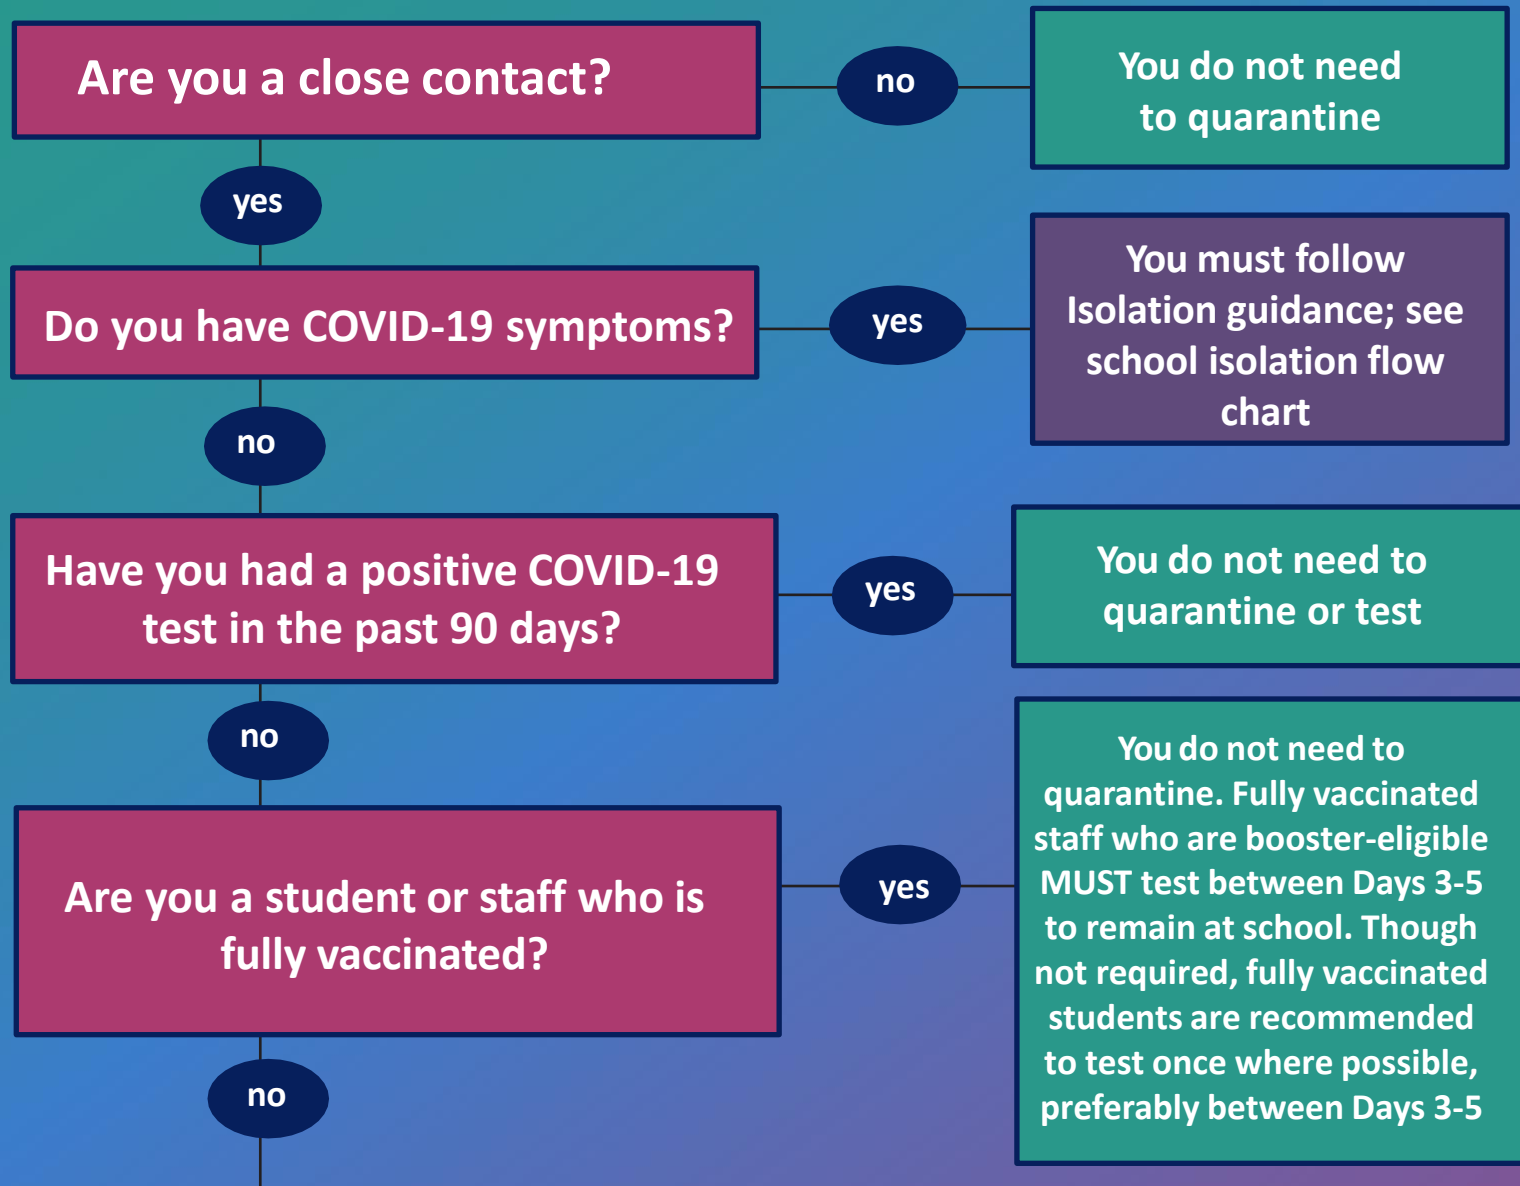 Are you a close contact?
no
You do not need
to quarantine
yes
Do you have COVID-19 symptoms?
yes
You must follow
Isolation guidance; see
school isolation flow
chart
no
Have you had a positive COVID-19
test in the past 90 days?
yes
You do not need to
quarantine or test
no
Are you a student or staff who is
fully vaccinated?
yes
You do not need to
quarantine. Fully vaccinated
staff who are booster-eligible
MUST test between Days 3-5
to remain at school. Though
not required, fully vaccinated
students are recommended
to test once where possible,
preferably between Days 3-5
no